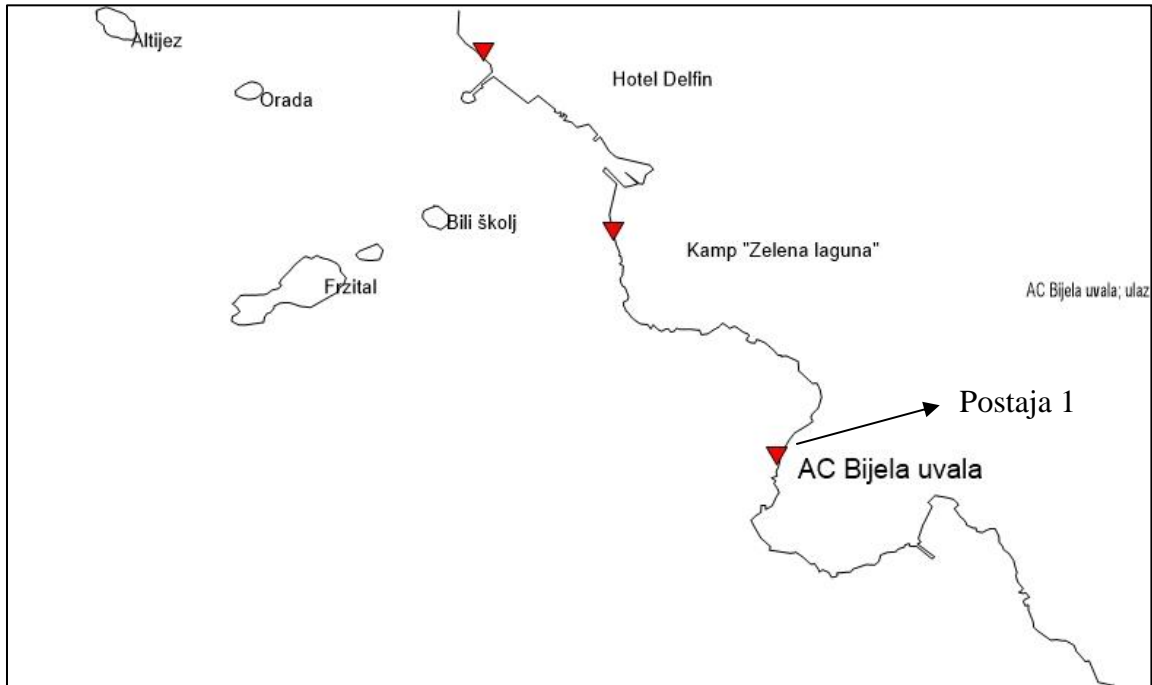 Altijez
Hotel Delfin
Orada
Bili školj
Kamp "Zelena laguna"
Frzital
AC Bijela uvala; ulaz
Postaja 1
AC Bijela uvala